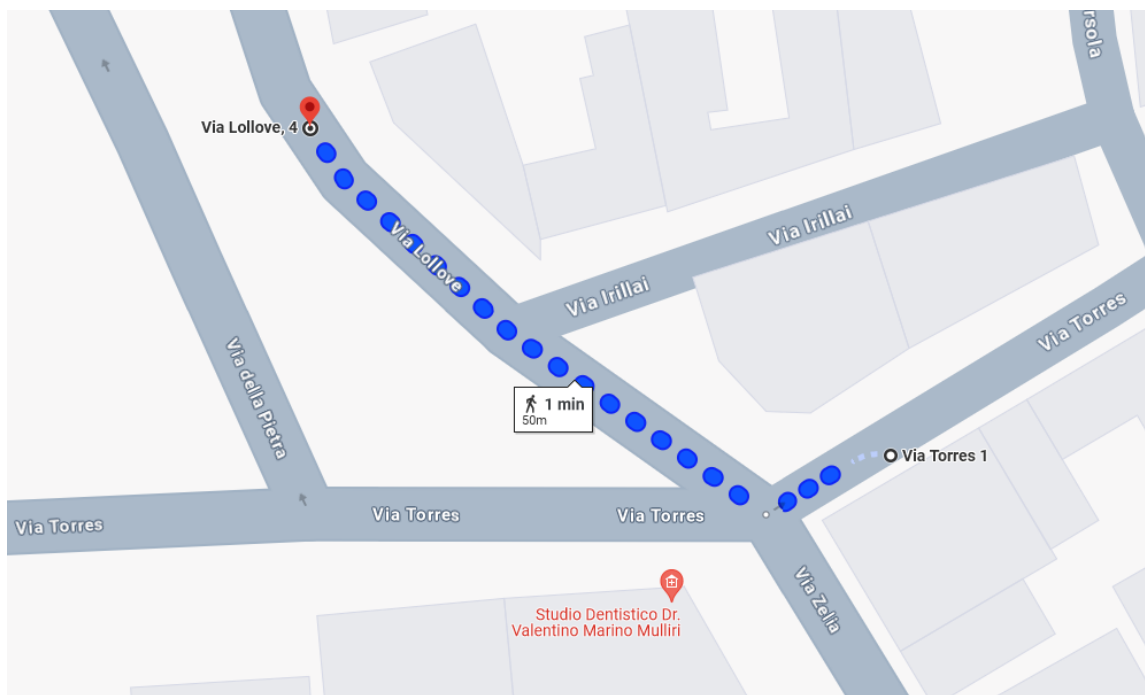 rsola
Via Lollove, 4
Via Irillai
Via Lollove
Via Irillai
Via Torres
Via della Pietra
1 min
50m
Via Torres 1
Via Torres
Via Torres
Via Torres
Via Zelia
Studio Dentistico Dr.
Valentino Marino Mulliri